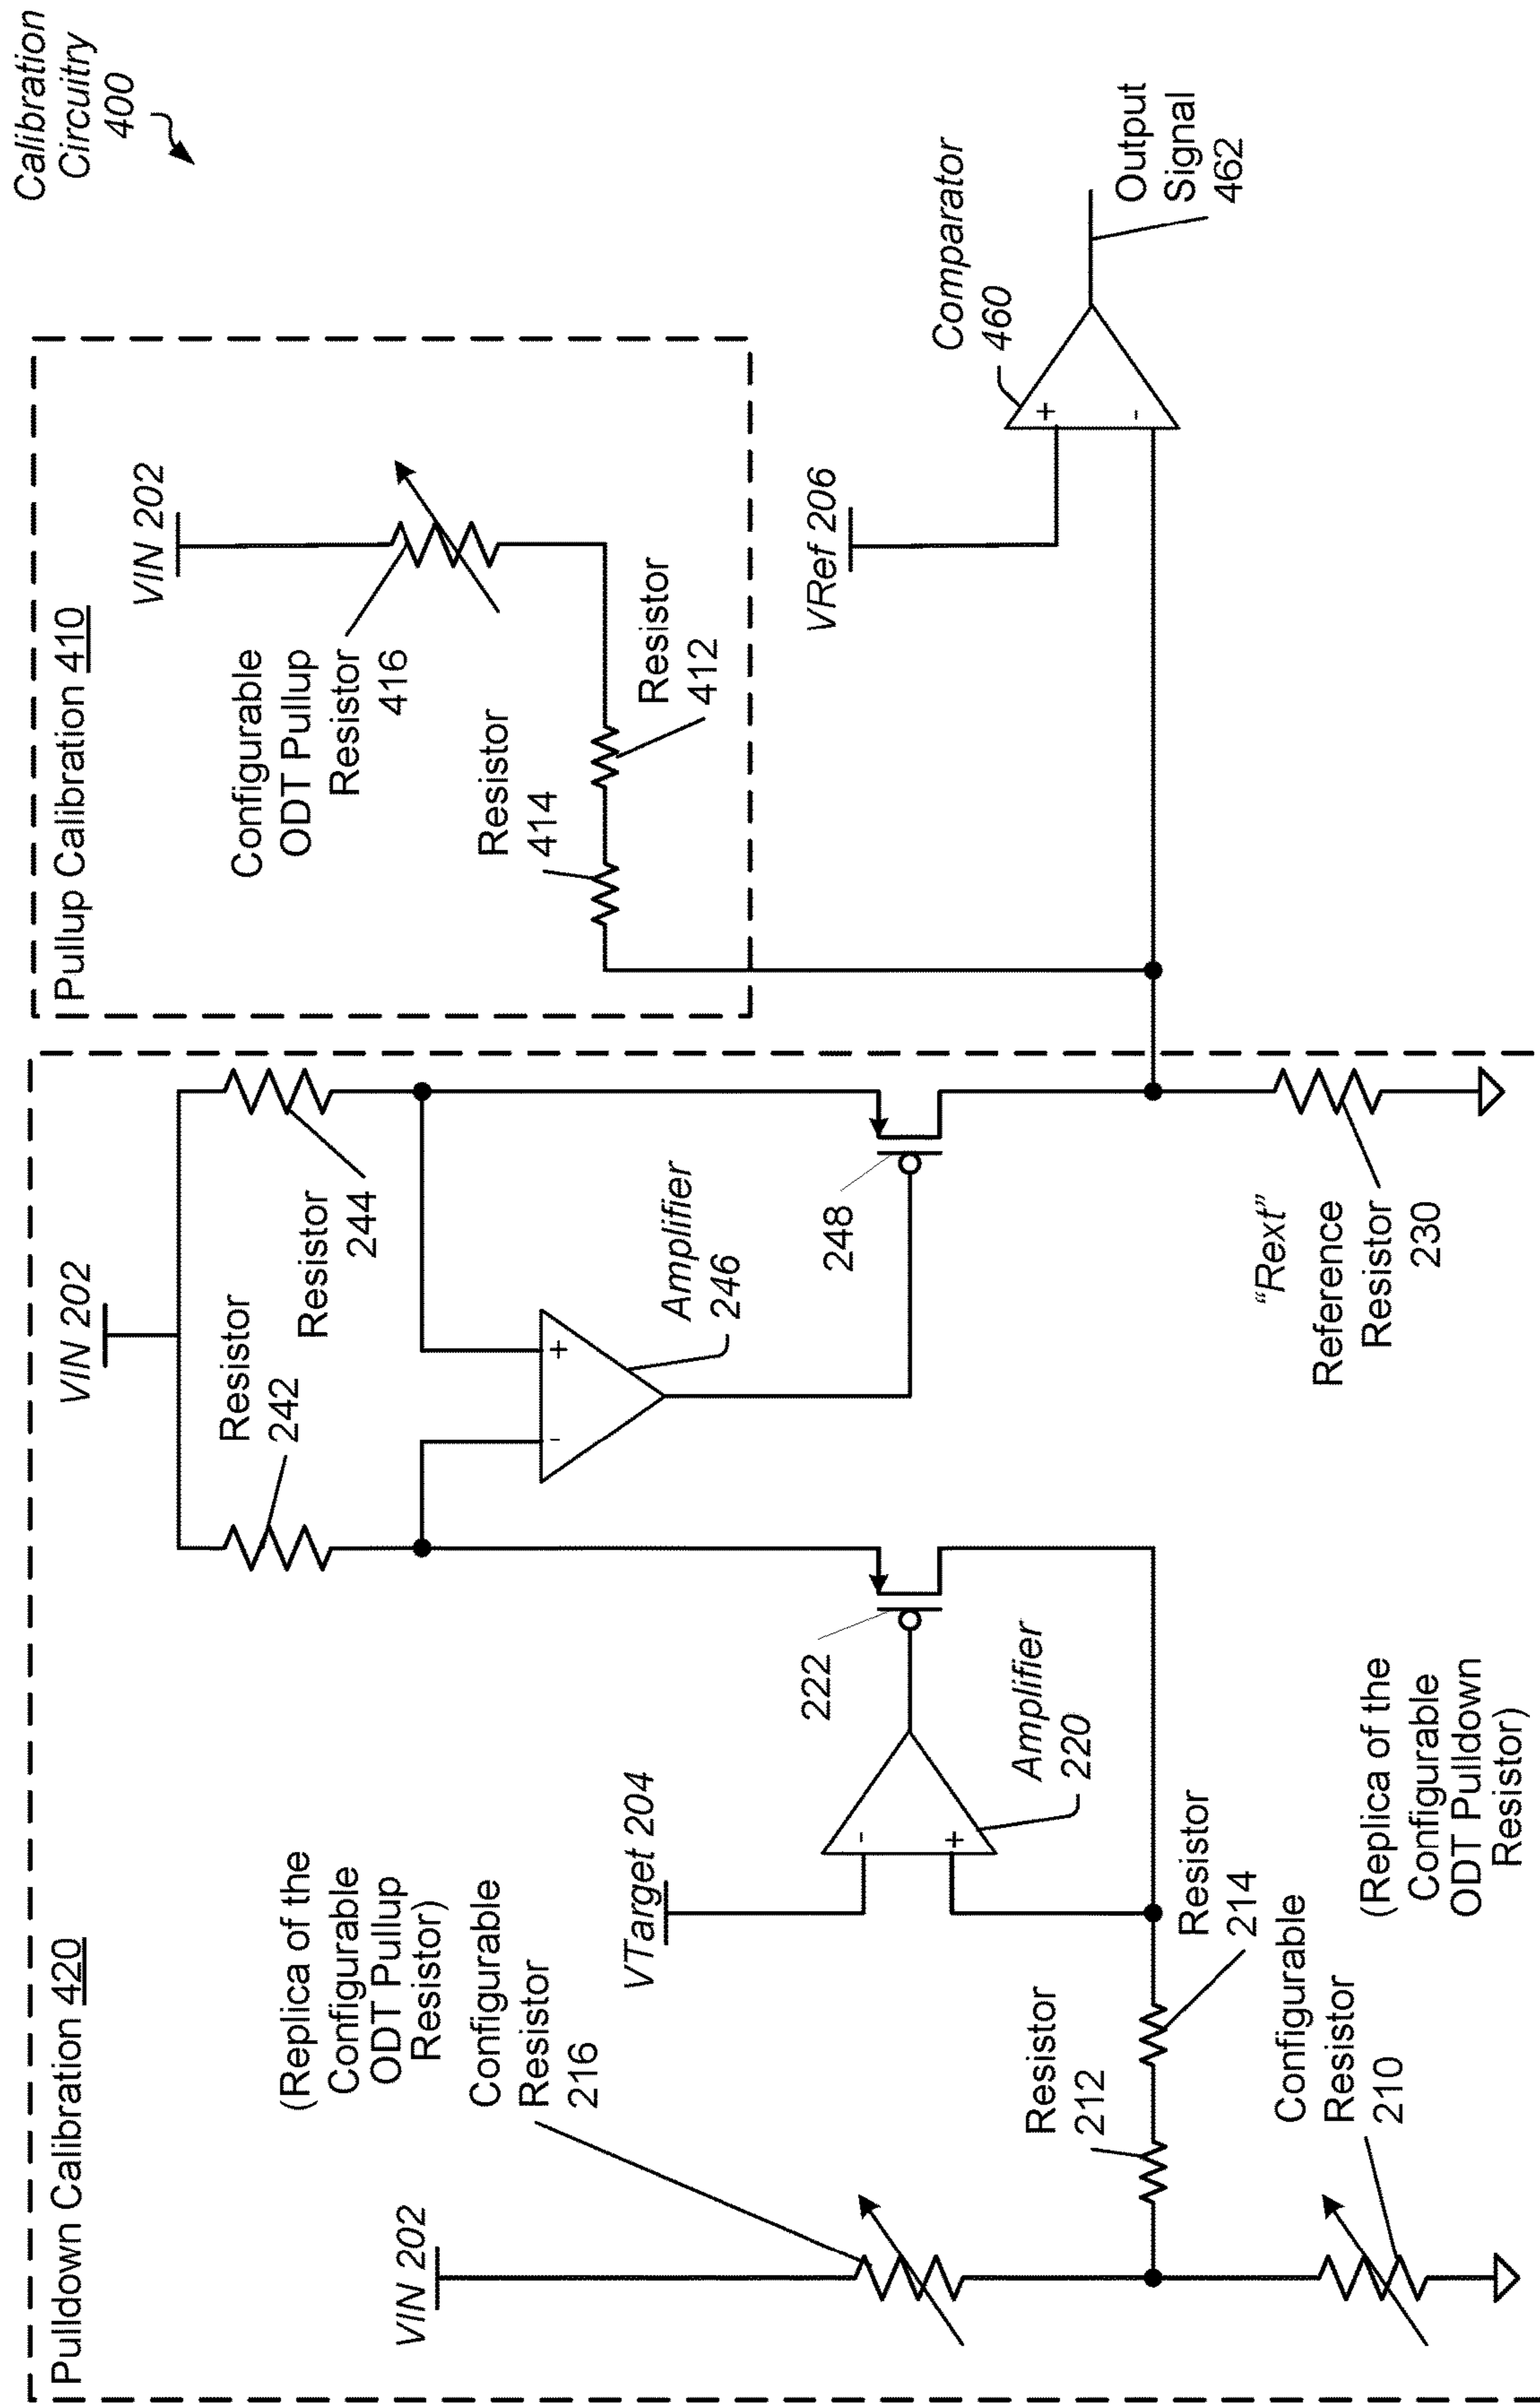 Calibration
Circuitry
400
Pulldown Calibration 420
Pullup Calibration 410
VIN 202
VIN 202
Resistor
242
Resistor
244
Configurable
ODT Pullup
Resistor
416
Resistor
414
Resistor
412
(Replica of the
Configurable
ODT Pullup
Resistor)
Configurable
Resistor
216
VIN 202
-
+
Amplifier
246
VTarget 204
222
248
-
+
Amplifier
220
VRef 206
Comparator
460
+
-
Output
Signal
462
Resistor
212
Resistor
214
Configurable
Resistor
210
(Replica of the
Configurable
ODT Pulldown
Resistor)
“Rext”
Reference
Resistor
230